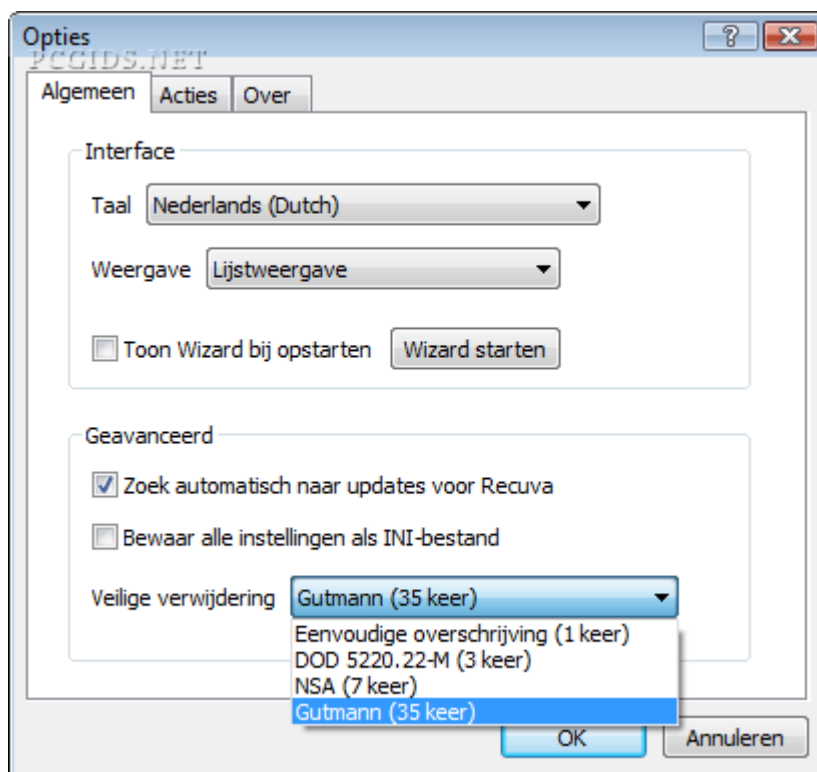 Opties
PCGIDS.NET
Algemeen Acties Over
Interface
Taal Nederlands (Dutch)
Weergave Lijstweergave
Toon Wizard bij opstarten Wizard starten
Geavanceerd
Zoek automatisch naar updates voor Recuva
Bewaar alle instellingen als INI-bestand
Veilige verwijdering Gutmann (35 keer)
Eenvoudige overschrijving (1 keer)
DOD 5220.22-M (3 keer)
NSA (7 keer)
Gutmann (35 keer)
OK Annuleren